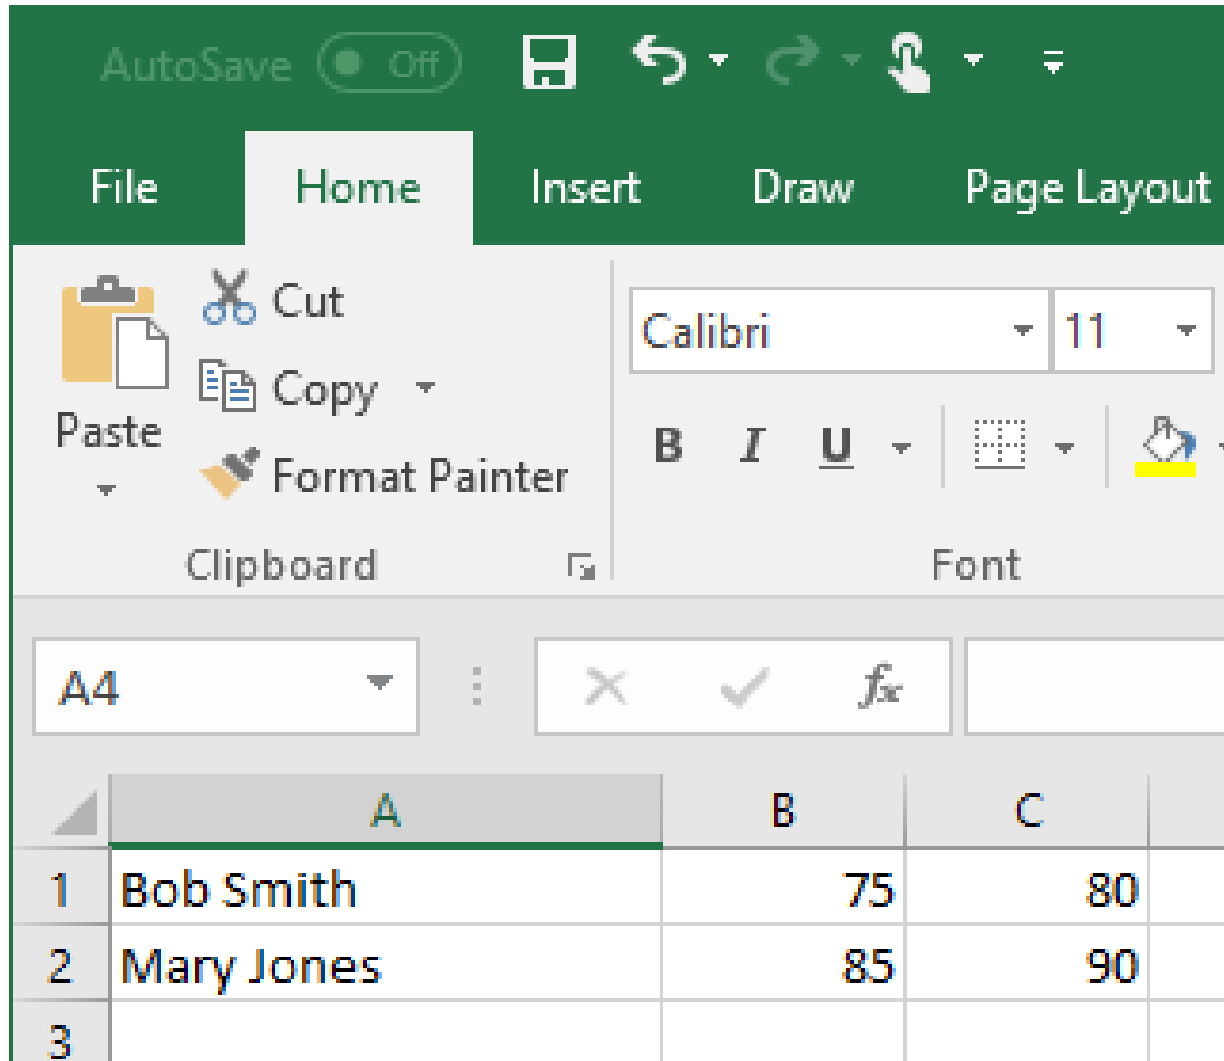 AutoSave Off
File Home Insert Draw Page Layout
Cut
Copy
Paste
Format Painter
Clipboard
Calibri 11
B I U
Font
A4 fx
A B C
1 Bob Smith 75 80
2 Mary Jones 85 90
3